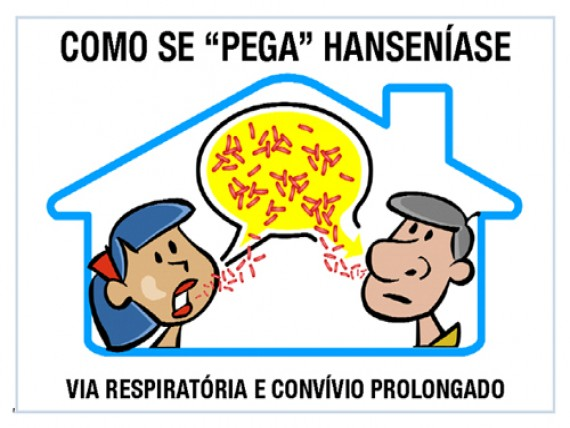 COMO SE “PEGA” HANSENÍASE
VIA RESPIRATÓRIA E CONVÍVIO PROLONGADO